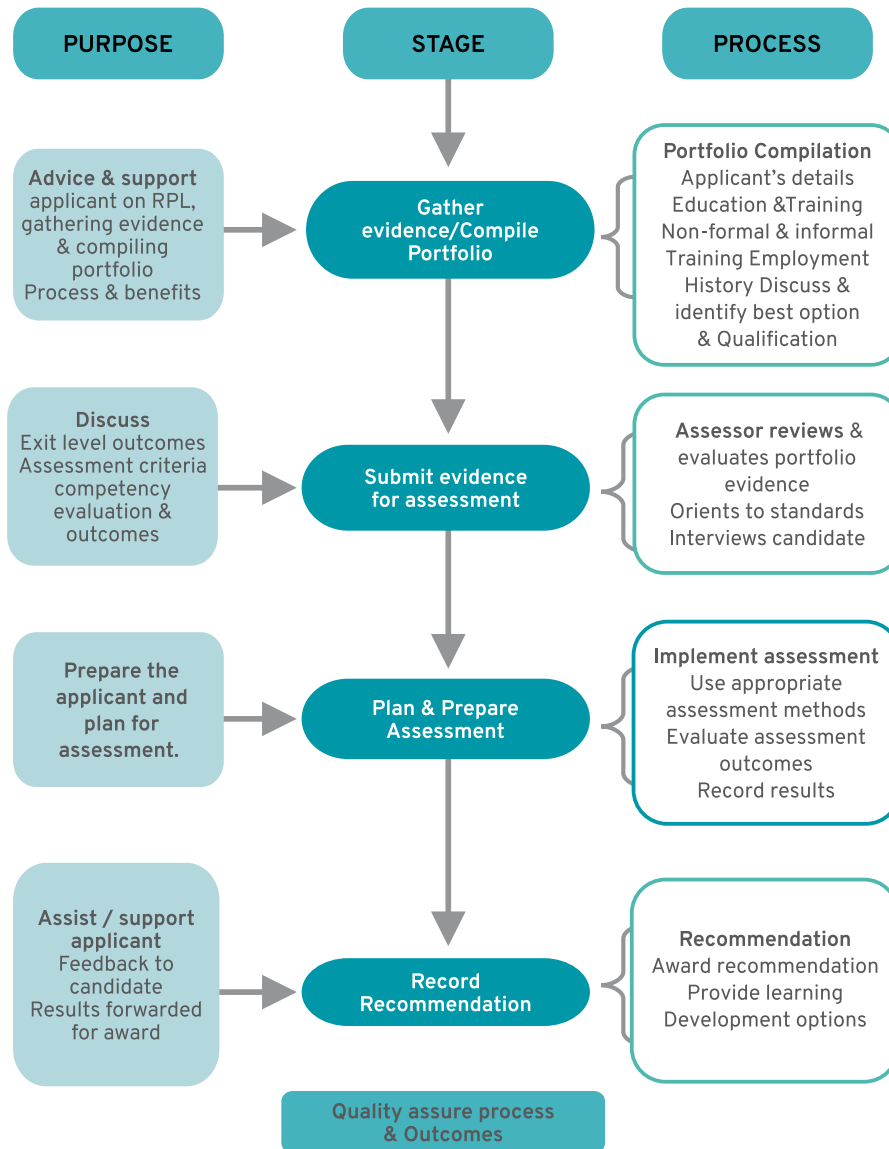 PURPOSE
STAGE
PROCESS
Advice & support
applicant on RPL,
gathering evidence
& compiling
portfolio
Process & benefits
Gather
evidence/Compile
Portfolio
Portfolio Compilation
Applicant's details
Education &Training
Non-formal & informal
Training Employment
History Discuss &
identify best option
& Qualification
Discuss
Exit level outcomes
Assessment criteria
competency
evaluation &
outcomes
Submit evidence
for assessment
Assessor reviews &
evaluates portfolio
evidence
Orients to standards
Interviews candidate
Prepare the
applicant and
plan for
assessment.
Plan & Prepare
Assessment
Implement assessment
Use appropriate
assessment methods
Evaluate assessment
outcomes
Record results
Assist / support
applicant
Feedback to
candidate
Results forwarded
for award
Record
Recommendation
Recommendation
Award recommendation
Provide learning
Development options
Quality assure process
& Outcomes